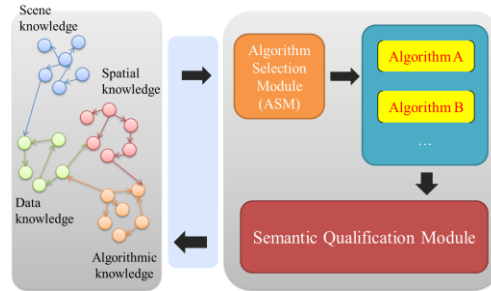 Scene
knowledge
Spatial
knowledge
Data
knowledge
Algorithmic
knowledge
Algorithm
Selection
Module
(ASM)
Algorithm A
Algorithm B
...
Semantic Qualification Module